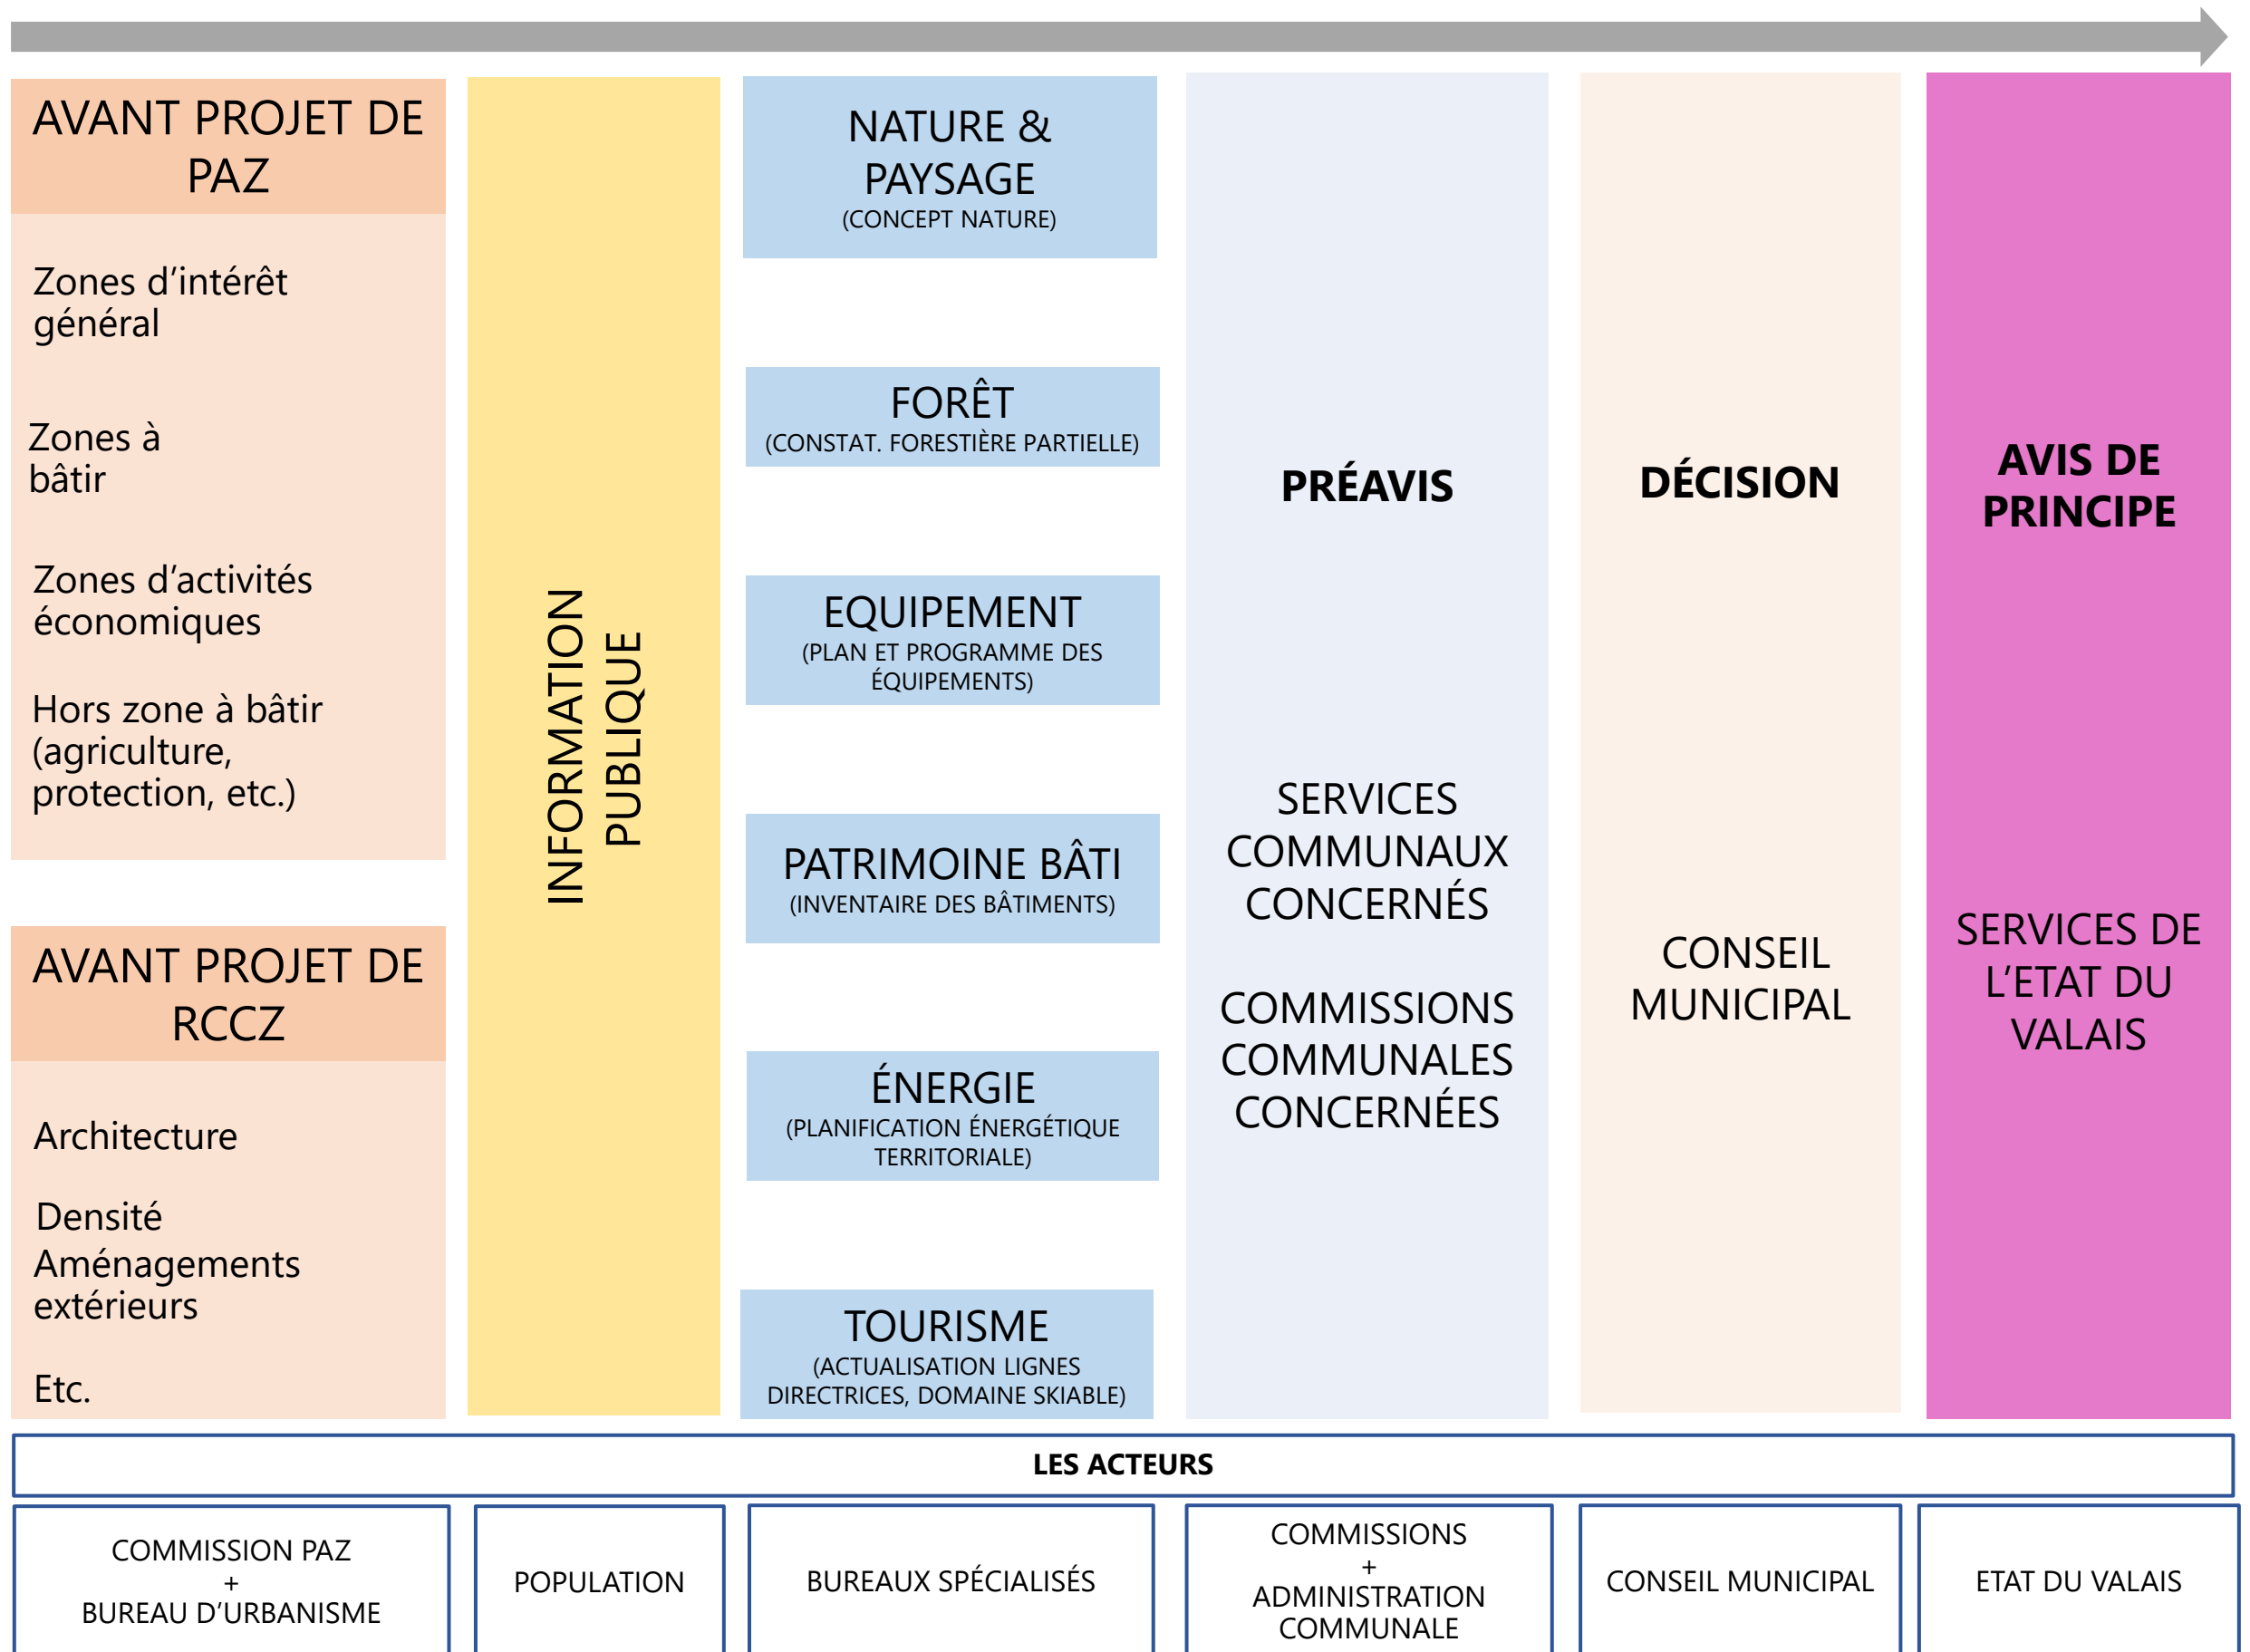 AVANT PROJET DE
PAZ
Zones d’intérêt
général
Zones à
bâtir
Zones d’activités
économiques
Hors zone à bâtir
(agriculture,
protection, etc.)
AVANT PROJET DE
RCCZ
Architecture
Densité
Aménagements
extérieurs
Etc.
INFORMATION
PUBLIQUE
NATURE &
PAYSAGE
(CONCEPT NATURE)
FORÊT
(CONSTAT. FORESTIÈRE PARTIELLE)
EQUIPEMENT
(PLAN ET PROGRAMME DES
ÉQUIPEMENTS)
PATRIMOINE BÂTI
(INVENTAIRE DES BÂTIMENTS)
ÉNERGIE
(PLANIFICATION ÉNERGÉTIQUE
TERRITORIALE)
TOURISME
(ACTUALISATION LIGNES
DIRECTRICES, DOMAINE SKIABLE)
PRÉAVIS
SERVICES
COMMUNAUX
CONCERNÉS
COMMISSIONS
COMMUNALES
CONCERNÉES
DÉCISION
CONSEIL
MUNICIPAL
AVIS DE
PRINCIPE
SERVICES DE
L’ETAT DU
VALAIS
LES ACTEURS
COMMISSION PAZ
+
BUREAU D’URBANISME
POPULATION
BUREAUX SPÉCIALISÉS
COMMISSIONS
+
ADMINISTRATION
COMMUNALE
CONSEIL MUNICIPAL
ETAT DU VALAIS